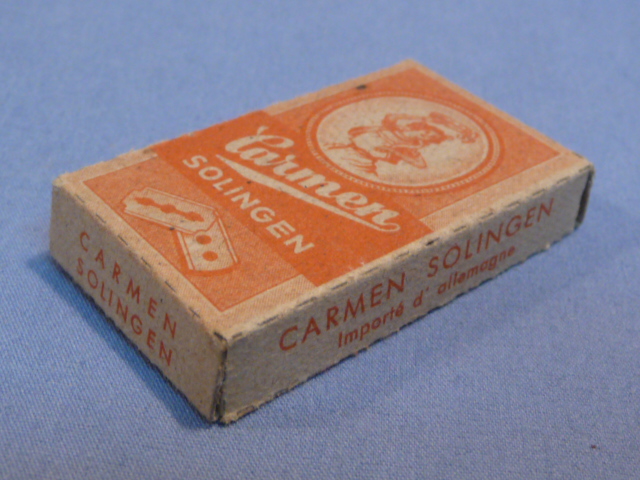 Carmen
SOLINGEN
CARMEN
SOLINGEN
CARMEN SOLINGEN
Importé d'allemagne